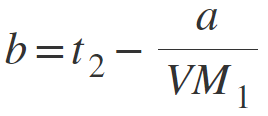 b = t₂ − a / VM₁